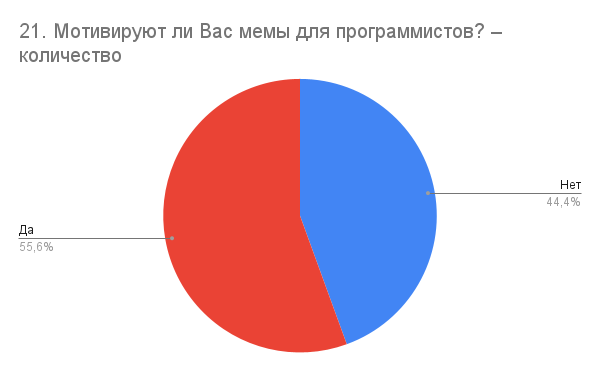 21. Мотивируют ли Вас мемы для программистов? –
количество
Нет
44,4%
Да
55,6%